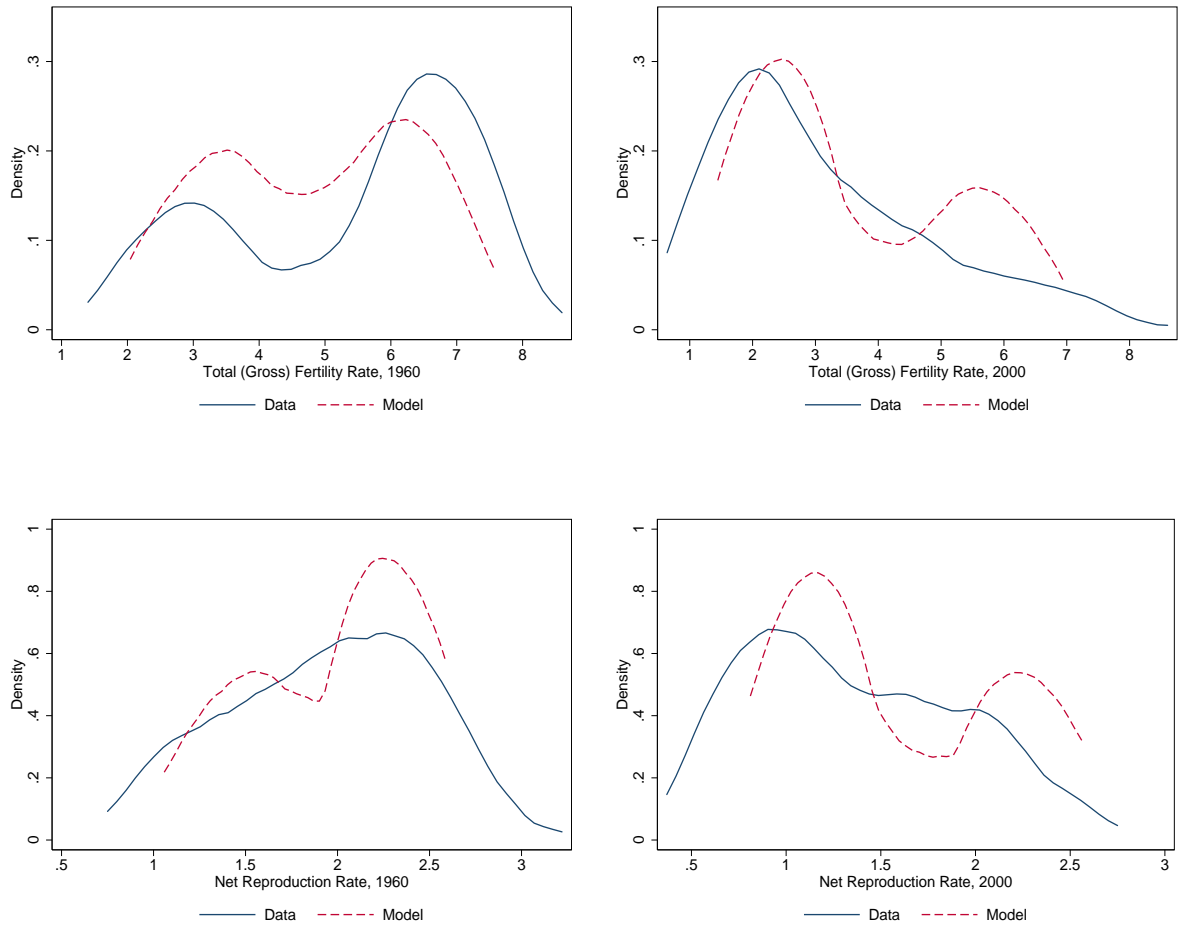 Density
0 .1 .2 .3
1 2 3 4 5 6 7 8
Total (Gross) Fertility Rate, 1960
Data Model
Density
0 .1 .2 .3
1 2 3 4 5 6 7 8
Total (Gross) Fertility Rate, 2000
Data Model
Density
0 .2 .4 .6 .8 1
.5 1 1.5 2 2.5 3
Net Reproduction Rate, 1960
Data Model
Density
0 .2 .4 .6 .8 1
.5 1 1.5 2 2.5 3
Net Reproduction Rate, 2000
Data Model